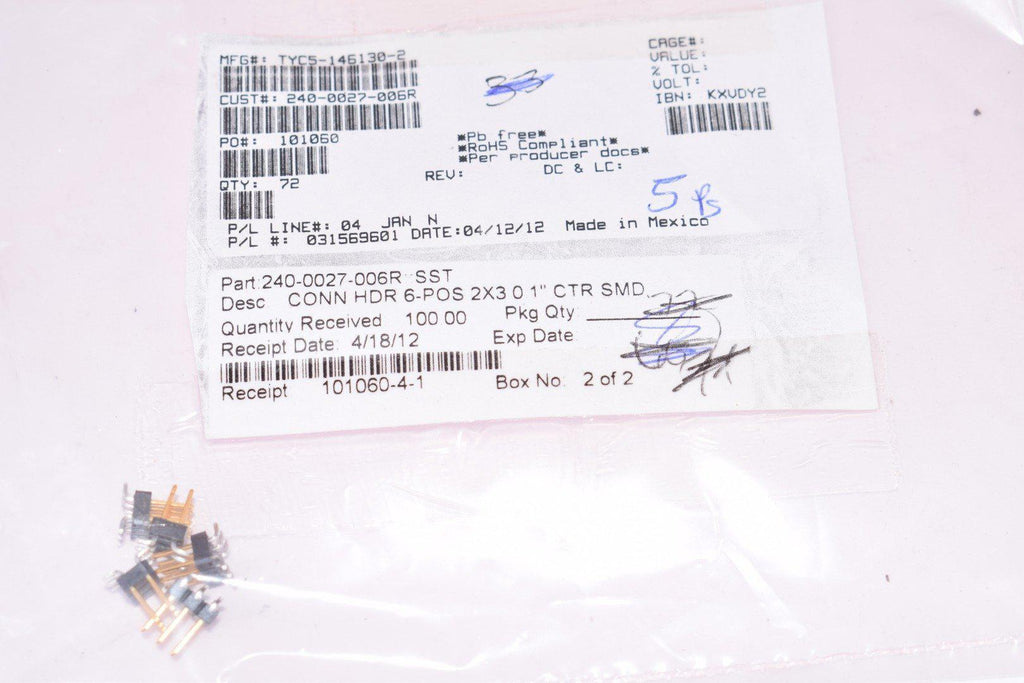 MFG#: TYC5-146130-2
CUST#: 240-0027-006R
PO#: 101060
QTY: 72
P/L LINE#: 04 JAN N
P/L #: 031569601 DATE:04/12/12 Made in Mexico
33
*Pb free*
*RoHS Compliant*
*Per producer docs*
REV: DC & LC:
CAGE#:
VALUE:
% TOL:
VOLT:
IBN: KXVDY2
5
Part:240-0027-006R SST
Desc CONN HDR 6-POS 2X3 0 1" CTR SMD
Quantity Received 100 00 Pkg Qty
Receipt Date: 4/18/12 Exp Date
Receipt 101060-4-1 Box No: 2 of 2